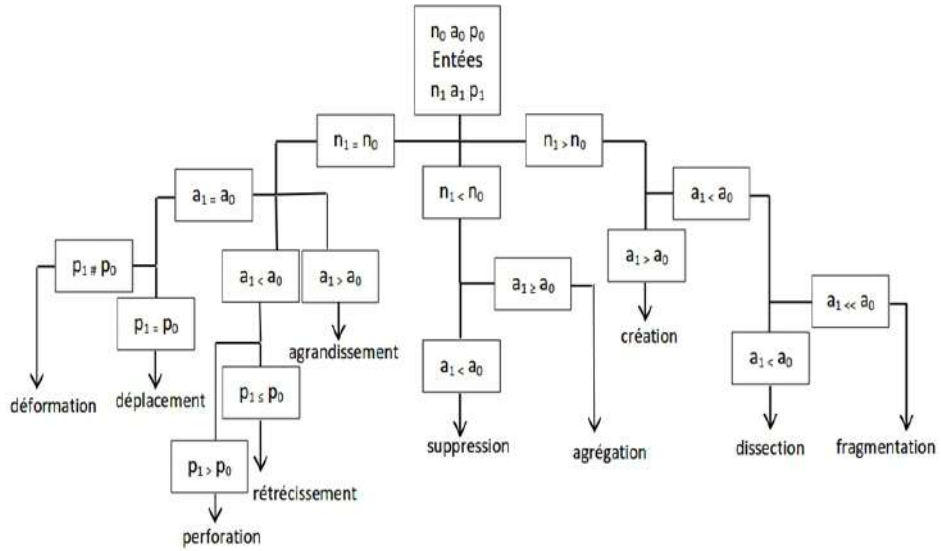 n₀ a₀ p₀
Entées
n₁ a₁ p₁
n₁ = n₀
n₁ > n₀
a₁ = a₀
n₁ < n₀
a₁ < a₀
p₁ # p₀
a₁ < a₀
a₁ > a₀
a₁ ≥ a₀
a₁ > a₀
a₁ << a₀
p₁ = p₀
création
agrandissement
p₁ ≤ p₀
a₁ < a₀
a₁ < a₀
déformation
déplacement
suppression
agrégation
dissection
fragmentation
p₁ > p₀
rétrécissement
perforation